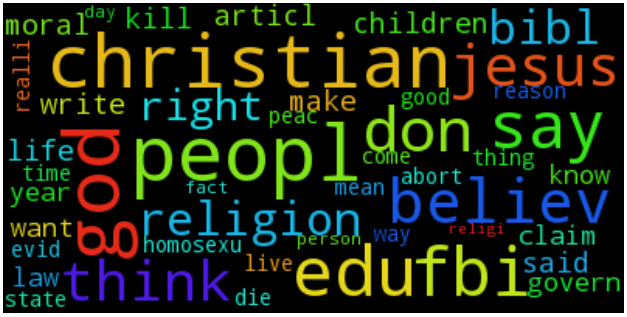 moral day kill articl children bibl
christian jesus
realli write right make good reason
peac don say
god peopl
life come thing know
time fact mean abort
year believ
want religion person way religi claim
evid homosexu
law think live edu fbi said
govern
state die